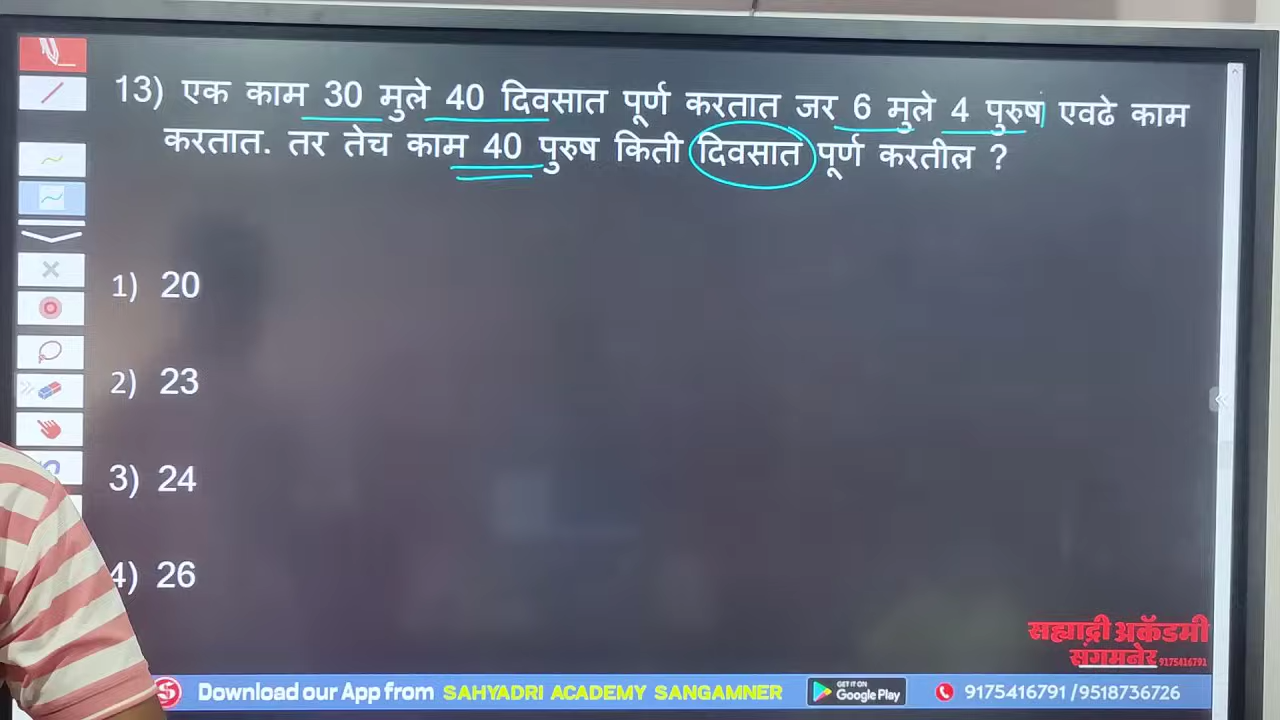 13) एक काम 30 मुले 40 दिवसात पूर्ण करतात जर 6 मुले 4 पुरुष एवढे काम
करतात. तर तेच काम 40 पुरुष किती दिवसात पूर्ण करतील ?
1) 20
2) 23
3) 24
4) 26
सह्याद्री अकॅडमी
संगमनेर 9175416791
Download our App from SAHYADRI ACADEMY SANGAMNER GET IT ON Google Play 9175416791 /9518736726